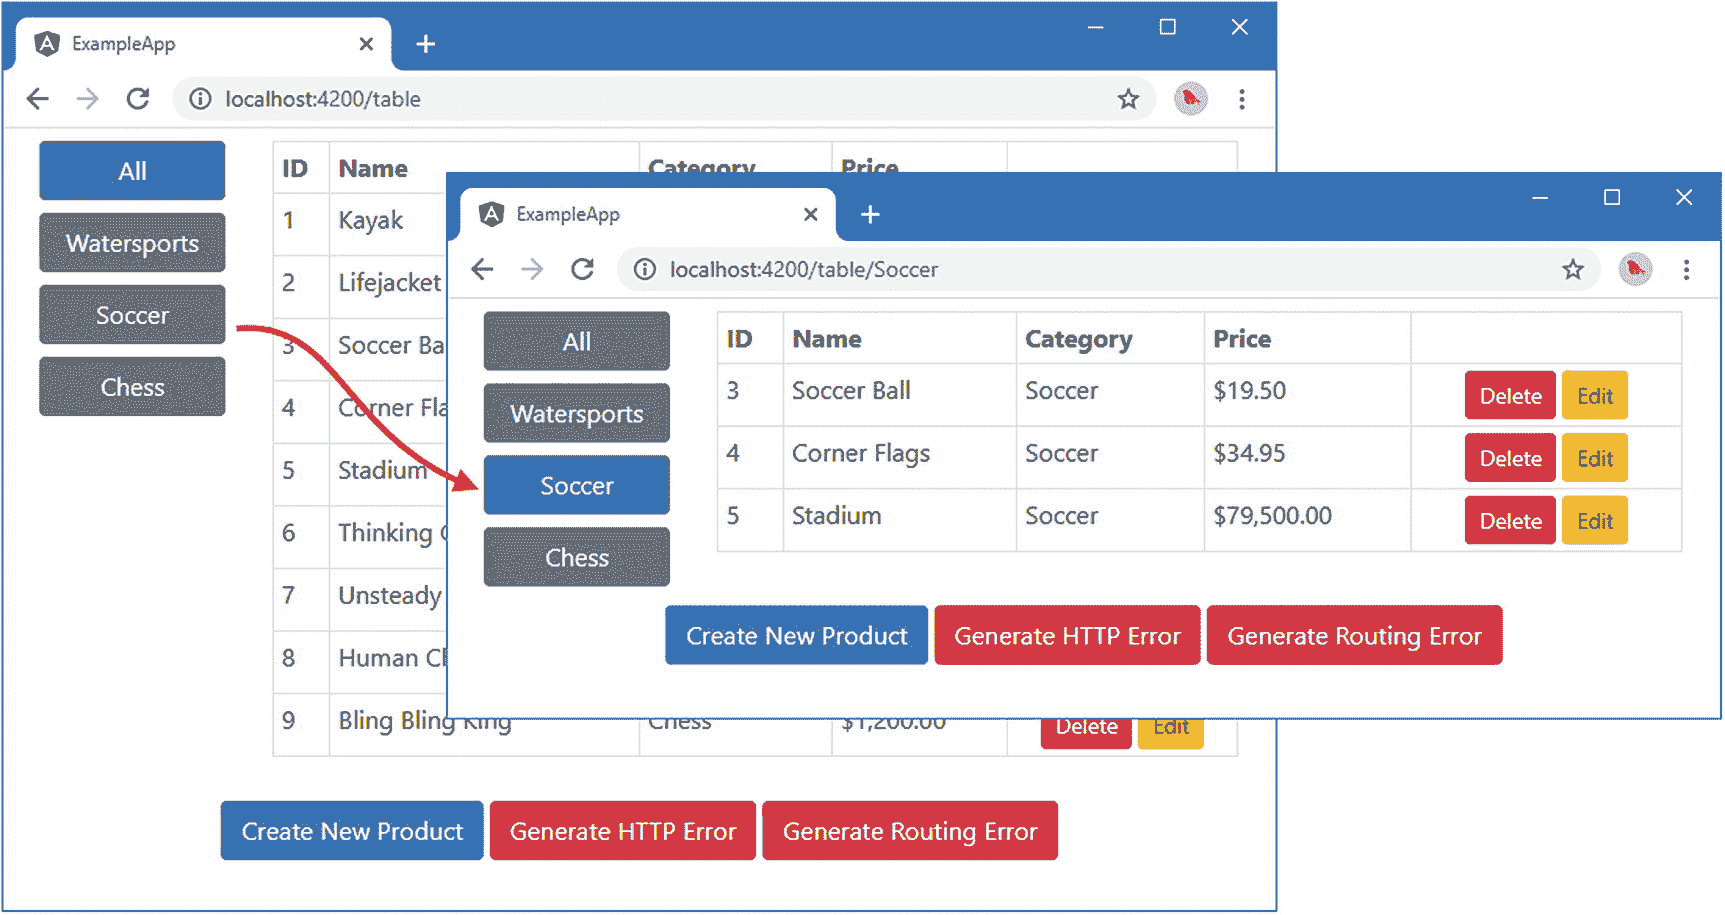 ExampleApp
localhost:4200/table
All
Watersports
Soccer
Chess
ID Name Category Price
1 Kayak
2 Lifejacket
3 Soccer Ba
4 Corner Fla
5 Stadium
6 Thinking
7 Unsteady
8 Human
9 Bling Bling King Chess $1,200.00 Delete Edit
Create New Product Generate HTTP Error Generate Routing Error
ExampleApp
localhost:4200/table/Soccer
All
Watersports
Soccer
Chess
ID Name Category Price
3 Soccer Ball Soccer $19.50 Delete Edit
4 Corner Flags Soccer $34.95 Delete Edit
5 Stadium Soccer $79,500.00 Delete Edit
Create New Product Generate HTTP Error Generate Routing Error